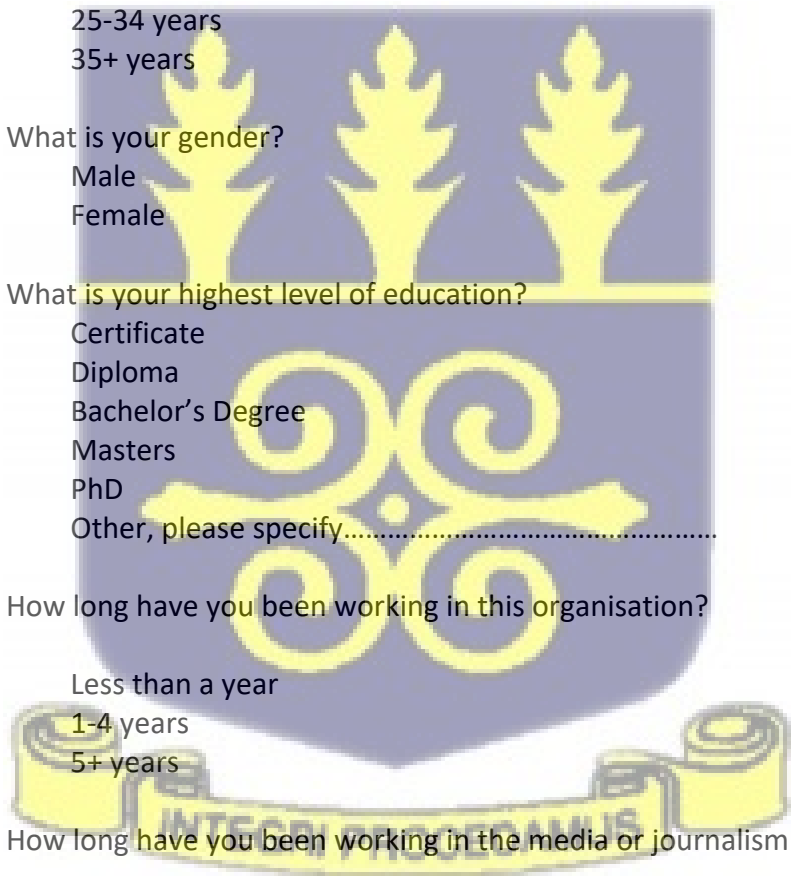 25-34 years
35+ years
What is your gender?
Male
Female
What is your highest level of education?
Certificate
Diploma
Bachelor’s Degree
Masters
PhD
Other, please specify……………………………………………
How long have you been working in this organisation?
Less than a year
1-4 years
5+ years
How long have you been working in the media or journalism
INTEGRI PROCEDAMUS